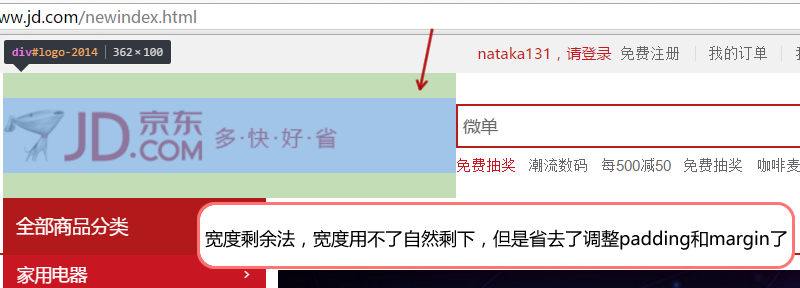 ww.jd.com/newindex.html
div#logo-2014 | 362×100
nataka131，请登录 免费注册 | 我的订单 |
JD.COM 京东 多·快·好·省
微单
免费抽奖 潮流数码 每500减50 免费抽奖 咖啡麦
全部商品分类
宽度剩余法，宽度用不了自然剩下，但是省去了调整padding和margin了
家用电器 >